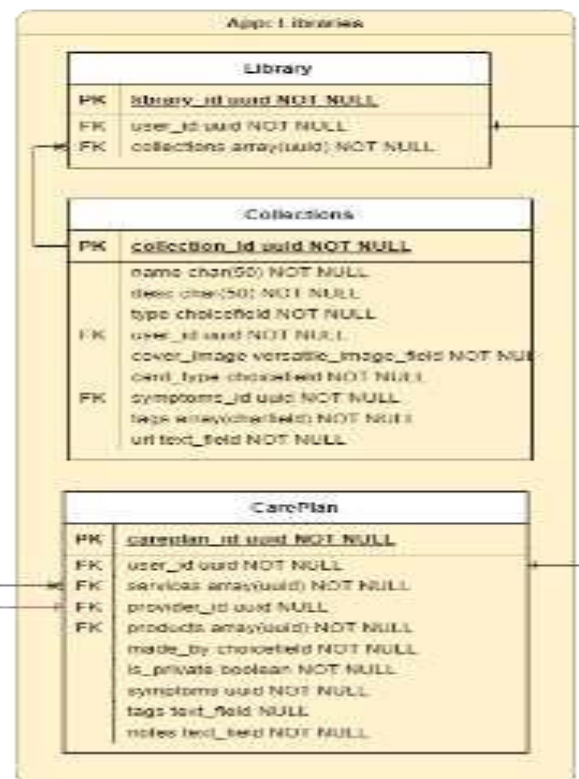 App: Libraries
Library
PK library_id uuid NOT NULL
FK user_id uuid NOT NULL
FK collections array(uuid) NOT NULL
Collections
PK collection_id uuid NOT NULL
name char(50) NOT NULL
desc char(50) NOT NULL
type choicefield NOT NULL
FK user_id uuid NOT NULL
cover_image versatile_image_field NOT NUL
card_type choicefield NOT NULL
FK symptoms_id uuid NOT NULL
tags array(charfield) NOT NULL
url text_field NOT NULL
CarePlan
PK careplan_id uuid NOT NULL
FK user_id uuid NOT NULL
FK services array(uuid) NOT NULL
FK provider_id uuid NULL
FK products array(uuid) NOT NULL
made_by choicefield NOT NULL
is_private boolean NOT NULL
symptoms uuid NOT NULL
tags text_field NULL
notes text_field NOT NULL